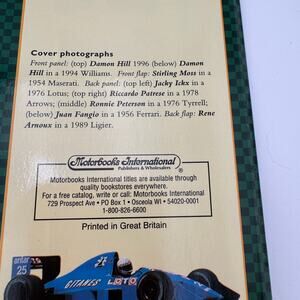 Cover photographs
Front panel: (top) Damon Hill 1996 (below) Damon
Hill in a 1994 Williams. Front flap: Stirling Moss in a
1954 Maserati. Back panel: (top left) Jacky Ickx in a
1976 Lotus; (top right) Riccardo Patrese in a 1978
Arrows; (middle) Ronnie Peterson in a 1976 Tyrrell;
(below) Juan Fangio in a 1956 Ferrari. Back flap: Rene
Arnoux in a 1989 Ligier.
Motorbooks International
Publishers & Wholesalers
Motorbooks International titles are available through
quality bookstores everywhere.
For a free catalog, write or call: Motorbooks International
729 Prospect Ave • PO Box 1 • Osceola WI • 54020-0001
1-800-826-6600
Printed in Great Britain
25
GITANES LOTO